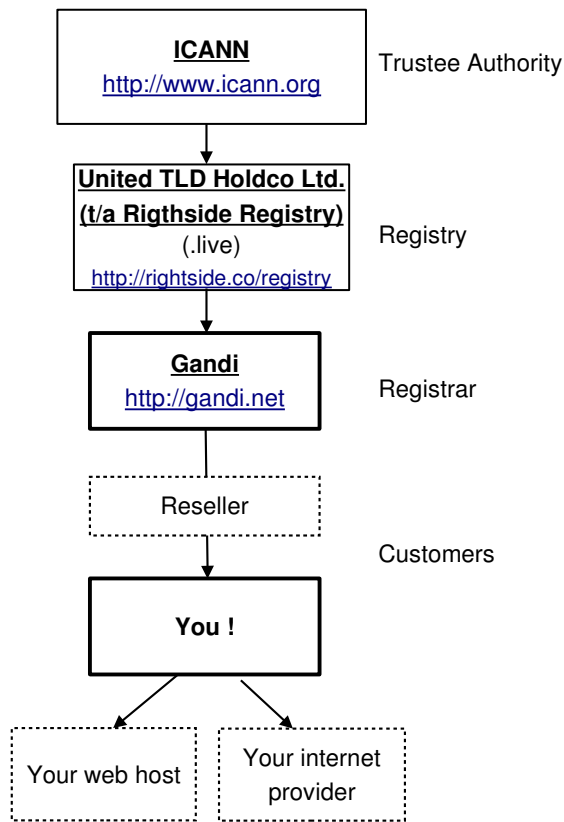 ICANN
http://www.icann.org
Trustee Authority
United TLD Holdco Ltd.
(t/a Rigthside Registry)
(.live)
http://rightside.co/registry
Registry
Gandi
http://gandi.net
Registrar
Reseller
Customers
You !
Your web host
Your internet
provider